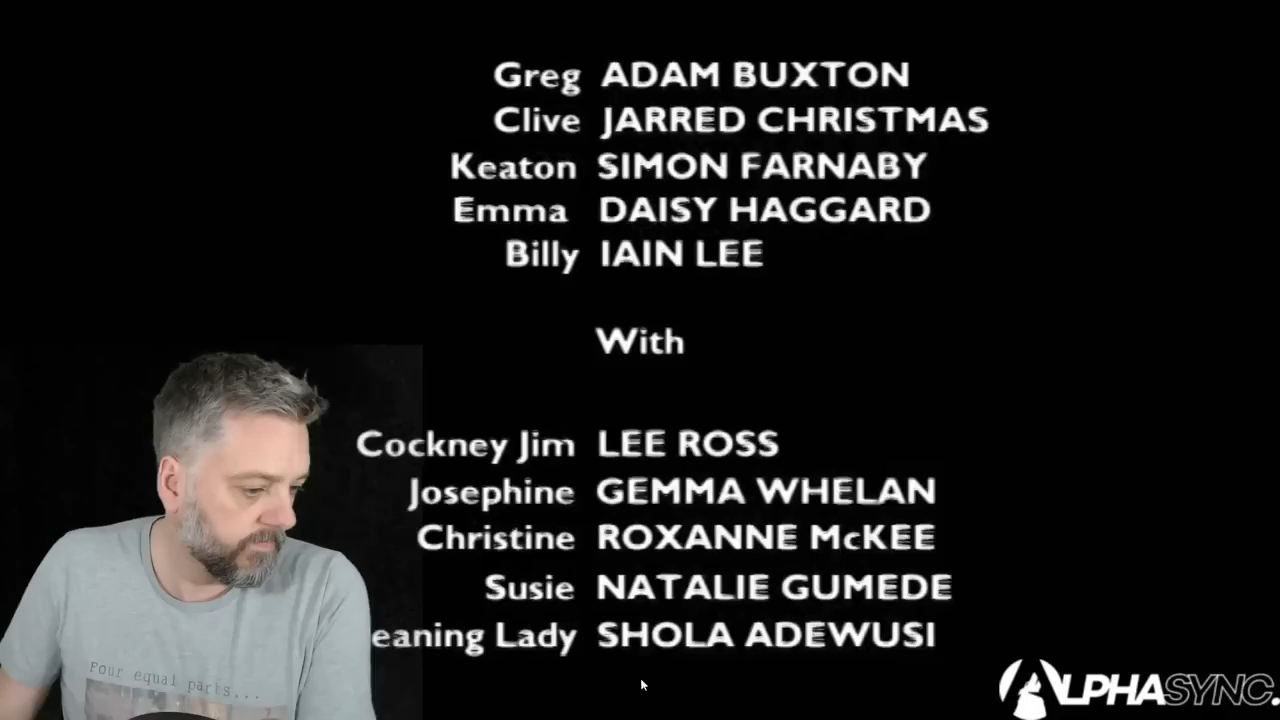 Greg ADAM BUXTON
Clive JARRED CHRISTMAS
Keaton SIMON FARNABY
Emma DAISY HAGGARD
Billy IAIN LEE
With
Cockney Jim LEE ROSS
Josephine GEMMA WHELAN
Christine ROXANNE McKEE
Susie NATALIE GUMEDE
eaning Lady SHOLA ADEWUSI
Four equal parts...
ALPHASYNC.